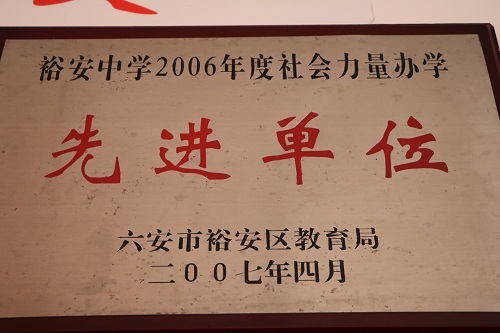 裕安中学2006年度社会力量办学
先进单位
六安市裕安区教育局
二00七年四月